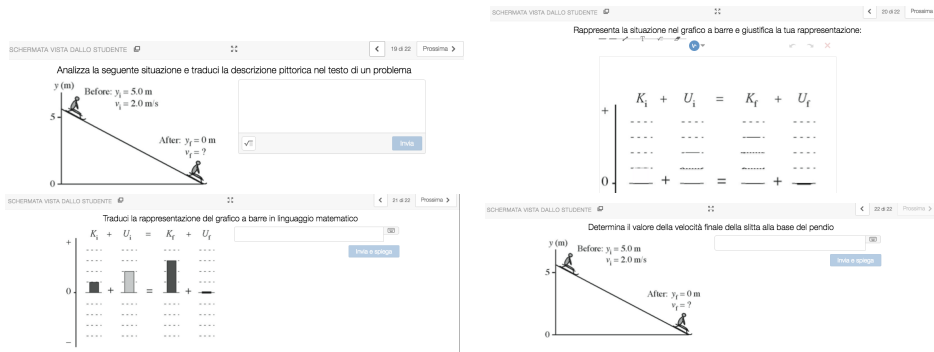 SCHERMATA VISTA DALLO STUDENTE
19 di 22 Prossima
Analizza la seguente situazione e traduci la descrizione pittorica nel testo di un problema
y (m)
Before: yi = 5.0 m
vi = 2.0 m/s
5
After: yf = 0 m
vf = ?
0
Invia
SCHERMATA VISTA DALLO STUDENTE
20 di 22 Prossima
Rappresenta la situazione nel grafico a barre e giustifica la tua rappresentazione:
Ki + Ui = Kf + Uf
+
0 + = +
SCHERMATA VISTA DALLO STUDENTE
21 di 22 Prossima
Traduci la rappresentazione del grafico a barre in linguaggio matematico
Ki + Ui = Kf + Uf
+
0 + = +
–
Invia e spiega
SCHERMATA VISTA DALLO STUDENTE
22 di 22 Prossima
Determina il valore della velocità finale della slitta alla base del pendio
y (m)
Before: yi = 5.0 m
vi = 2.0 m/s
5
After: yf = 0 m
vf = ?
0
Invia e spiega